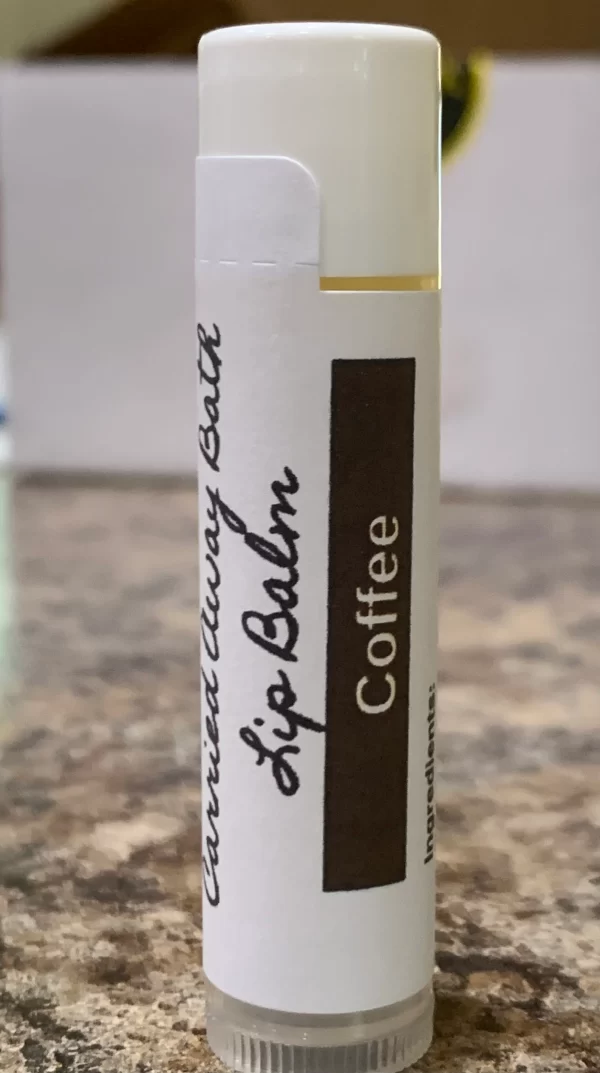 Carried Away Bath
Lip Balm
Coffee
Ingredients: